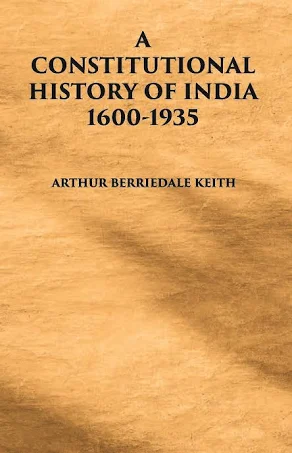 A
CONSTITUTIONAL
HISTORY OF INDIA
1600-1935
ARTHUR BERRIEDALE KEITH